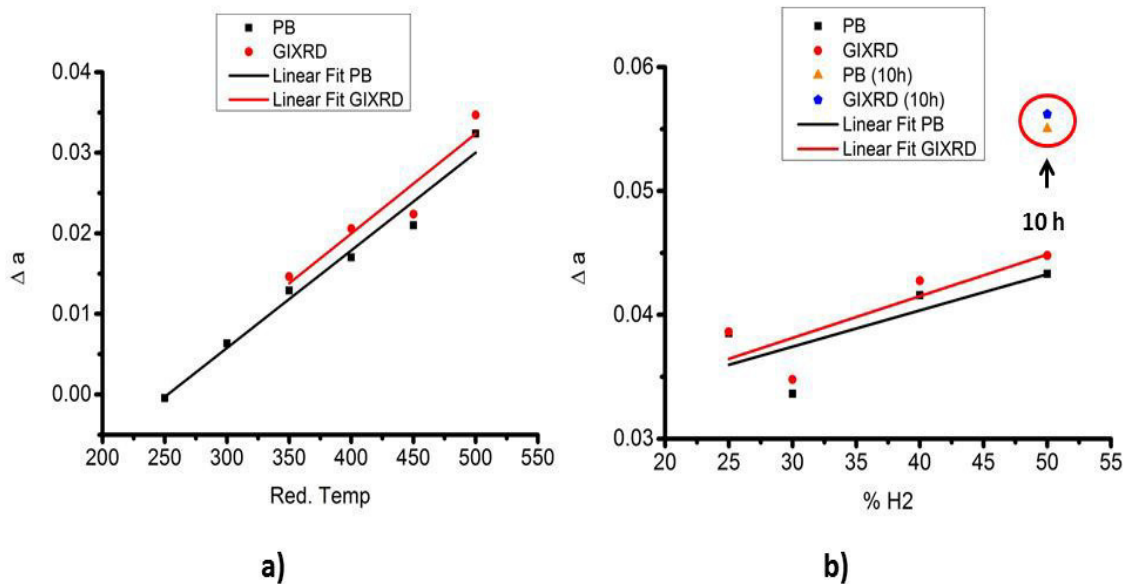 PB
GIXRD
Linear Fit PB
Linear Fit GIXRD
0.04
0.03
0.02
0.01
0.00
Δ a
200 250 300 350 400 450 500 550
Red. Temp
a)
PB
GIXRD
PB (10h)
GIXRD (10h)
Linear Fit PB
Linear Fit GIXRD
0.06
0.05
0.04
0.03
Δ a
10 h
20 25 30 35 40 45 50 55
% H2
b)